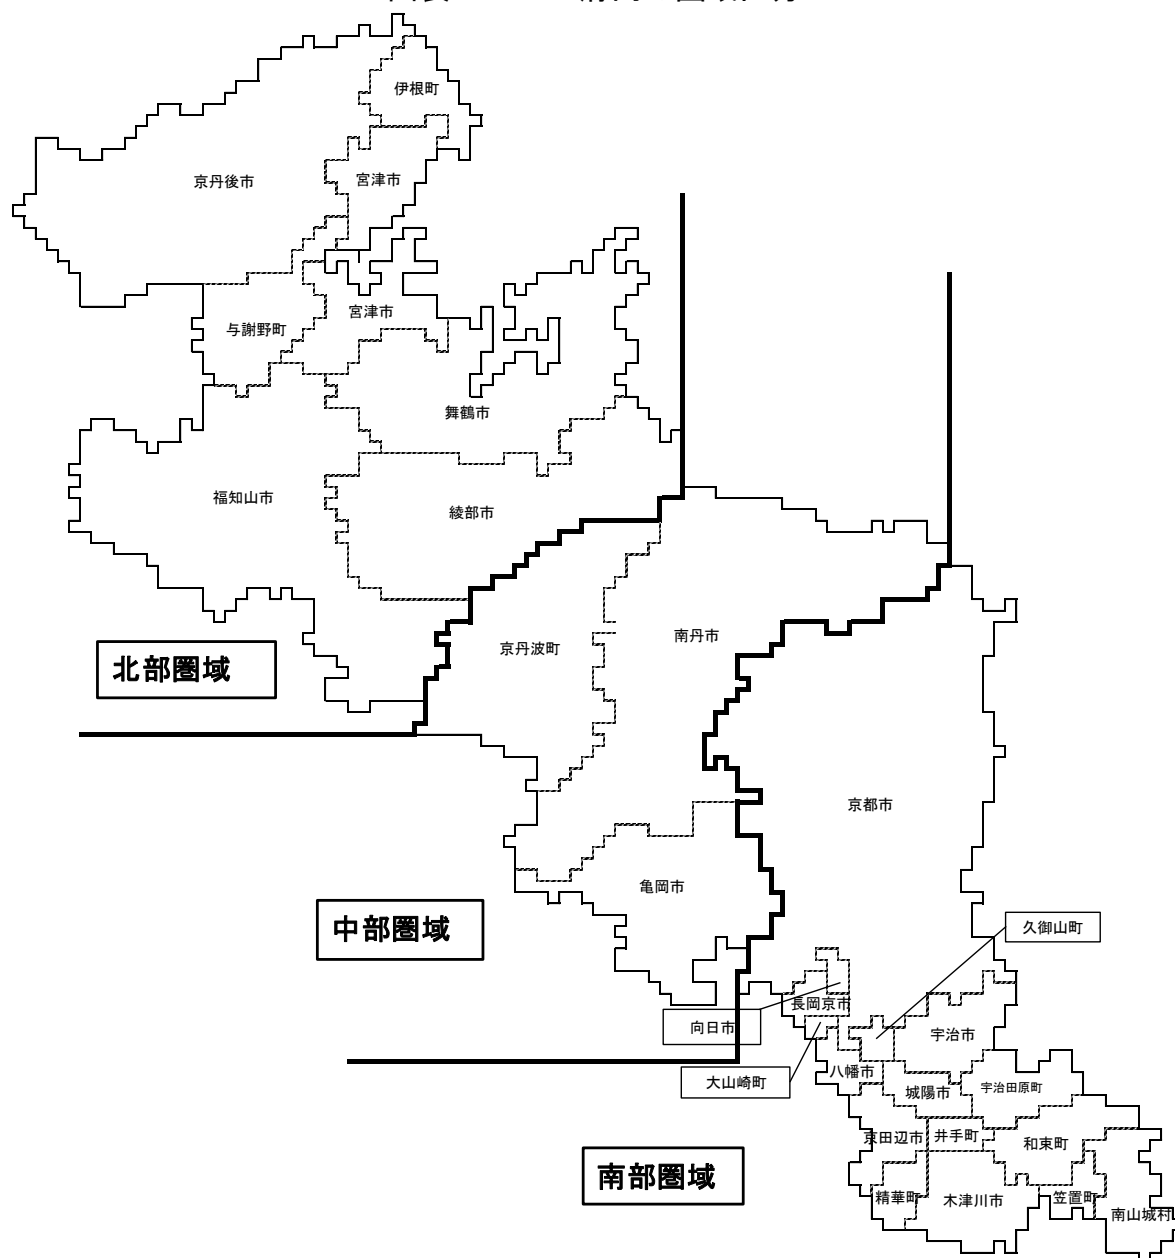 伊根町
京丹後市
宮津市
与謝野町
宮津市
舞鶴市
福知山市
綾部市
京丹波町
南丹市
北部圏域
京都市
亀岡市
中部圏域
久御山町
長岡京市
向日市
宇治市
八幡市
大山崎町
城陽市
宇治田原町
京田辺市
井手町
和束町
南部圏域
精華町
木津川市
笠置町
南山城村